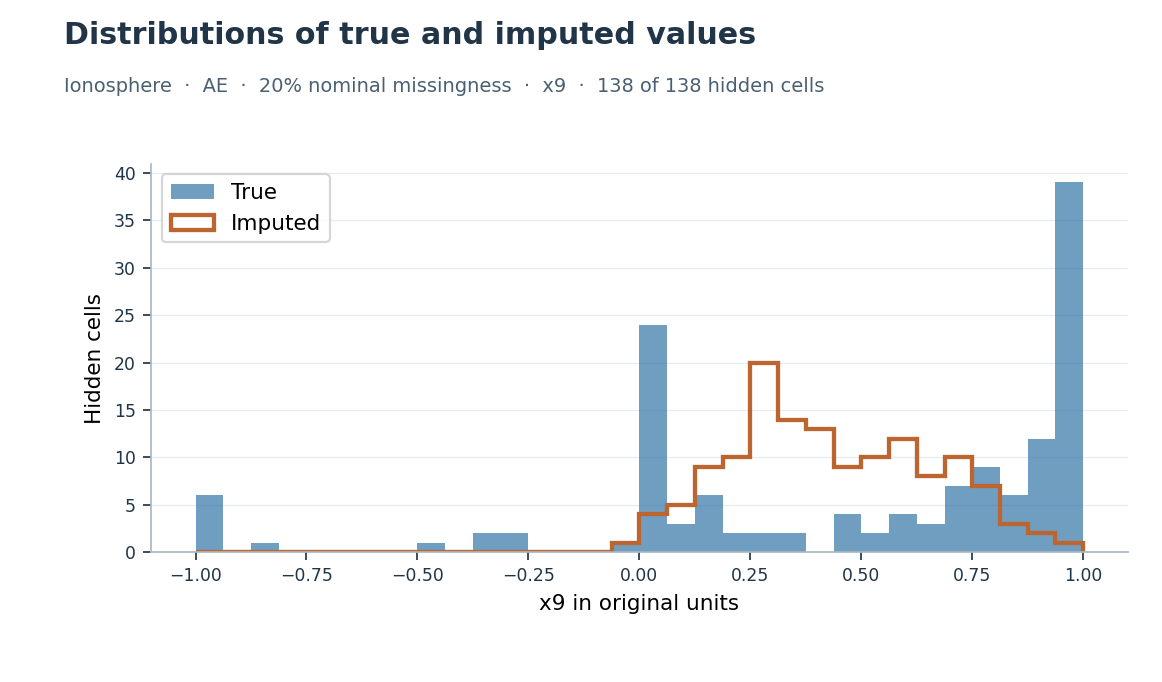 Distributions of true and imputed values
Ionosphere · AE · 20% nominal missingness · x9 · 138 of 138 hidden cells
True
Imputed
Hidden cells
40
35
30
25
20
15
10
5
0
−1.00 −0.75 −0.50 −0.25 0.00 0.25 0.50 0.75 1.00
x9 in original units